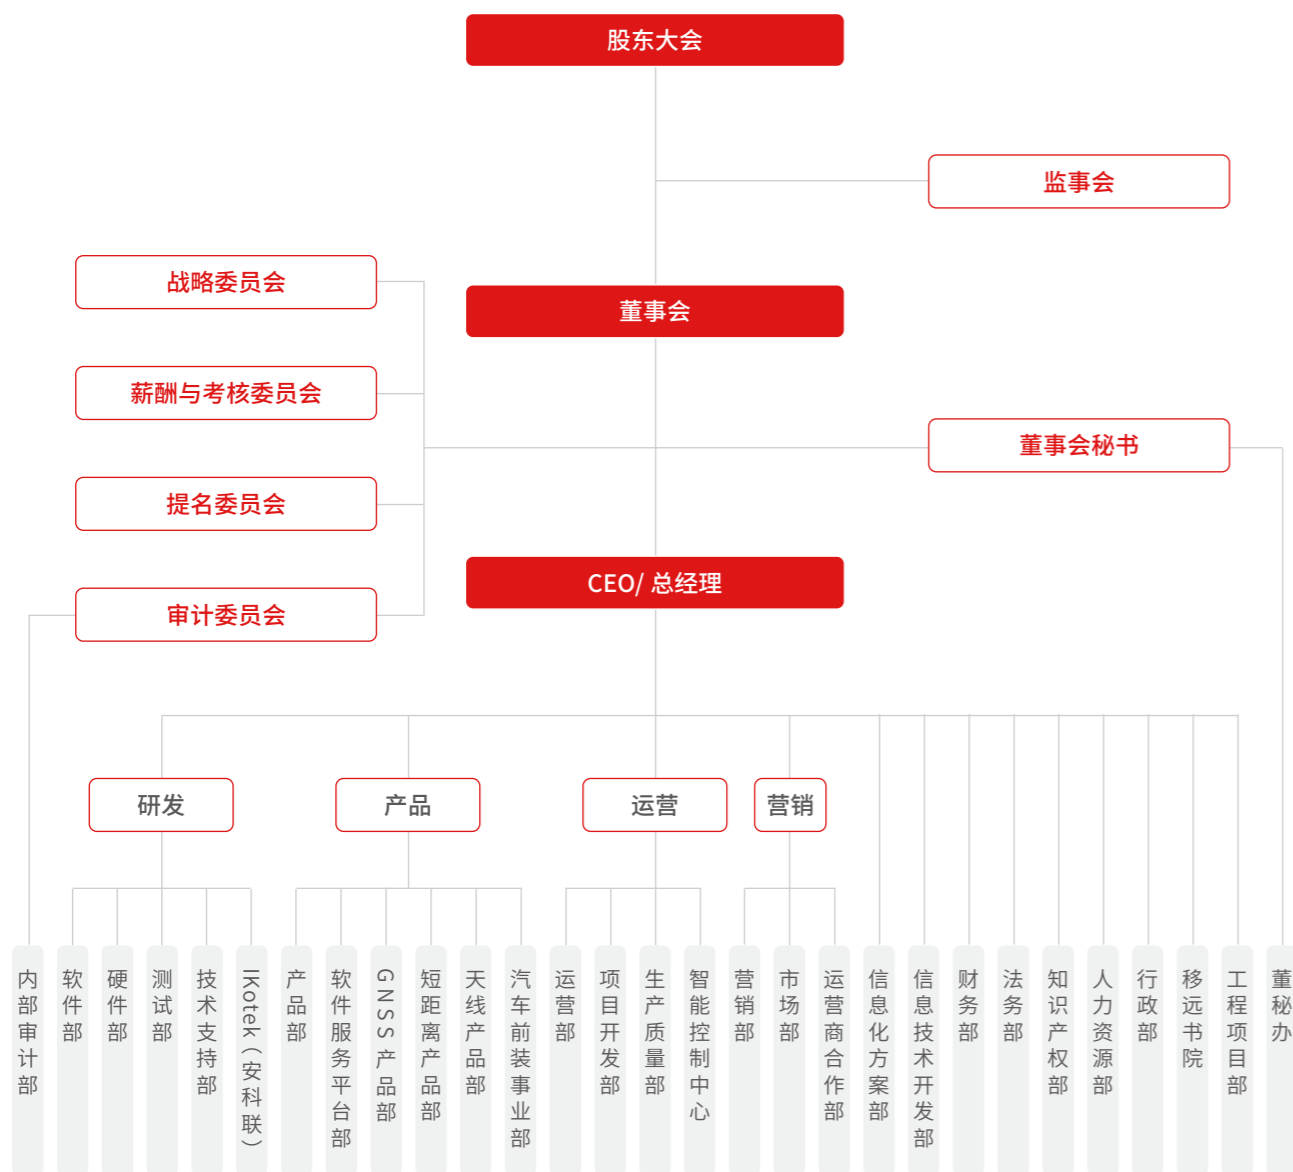 股东大会
监事会
战略委员会
董事会
薪酬与考核委员会
董事会秘书
提名委员会
CEO/ 总经理
审计委员会
研发
产品
运营
营销
内部审计部
软件部
硬件部
测试部
技术支持部
IKotek（安科联）
产品部
软件服务平台部
GNSS产品部
短距离产品部
天线产品部
汽车前装事业部
运营部
项目开发部
生产质量部
智能控制中心
营销部
市场部
运营商合作部
信息化方案部
信息技术开发部
财务部
法务部
知识产权部
人力资源部
行政部
移远书院
工程项目部
董秘办